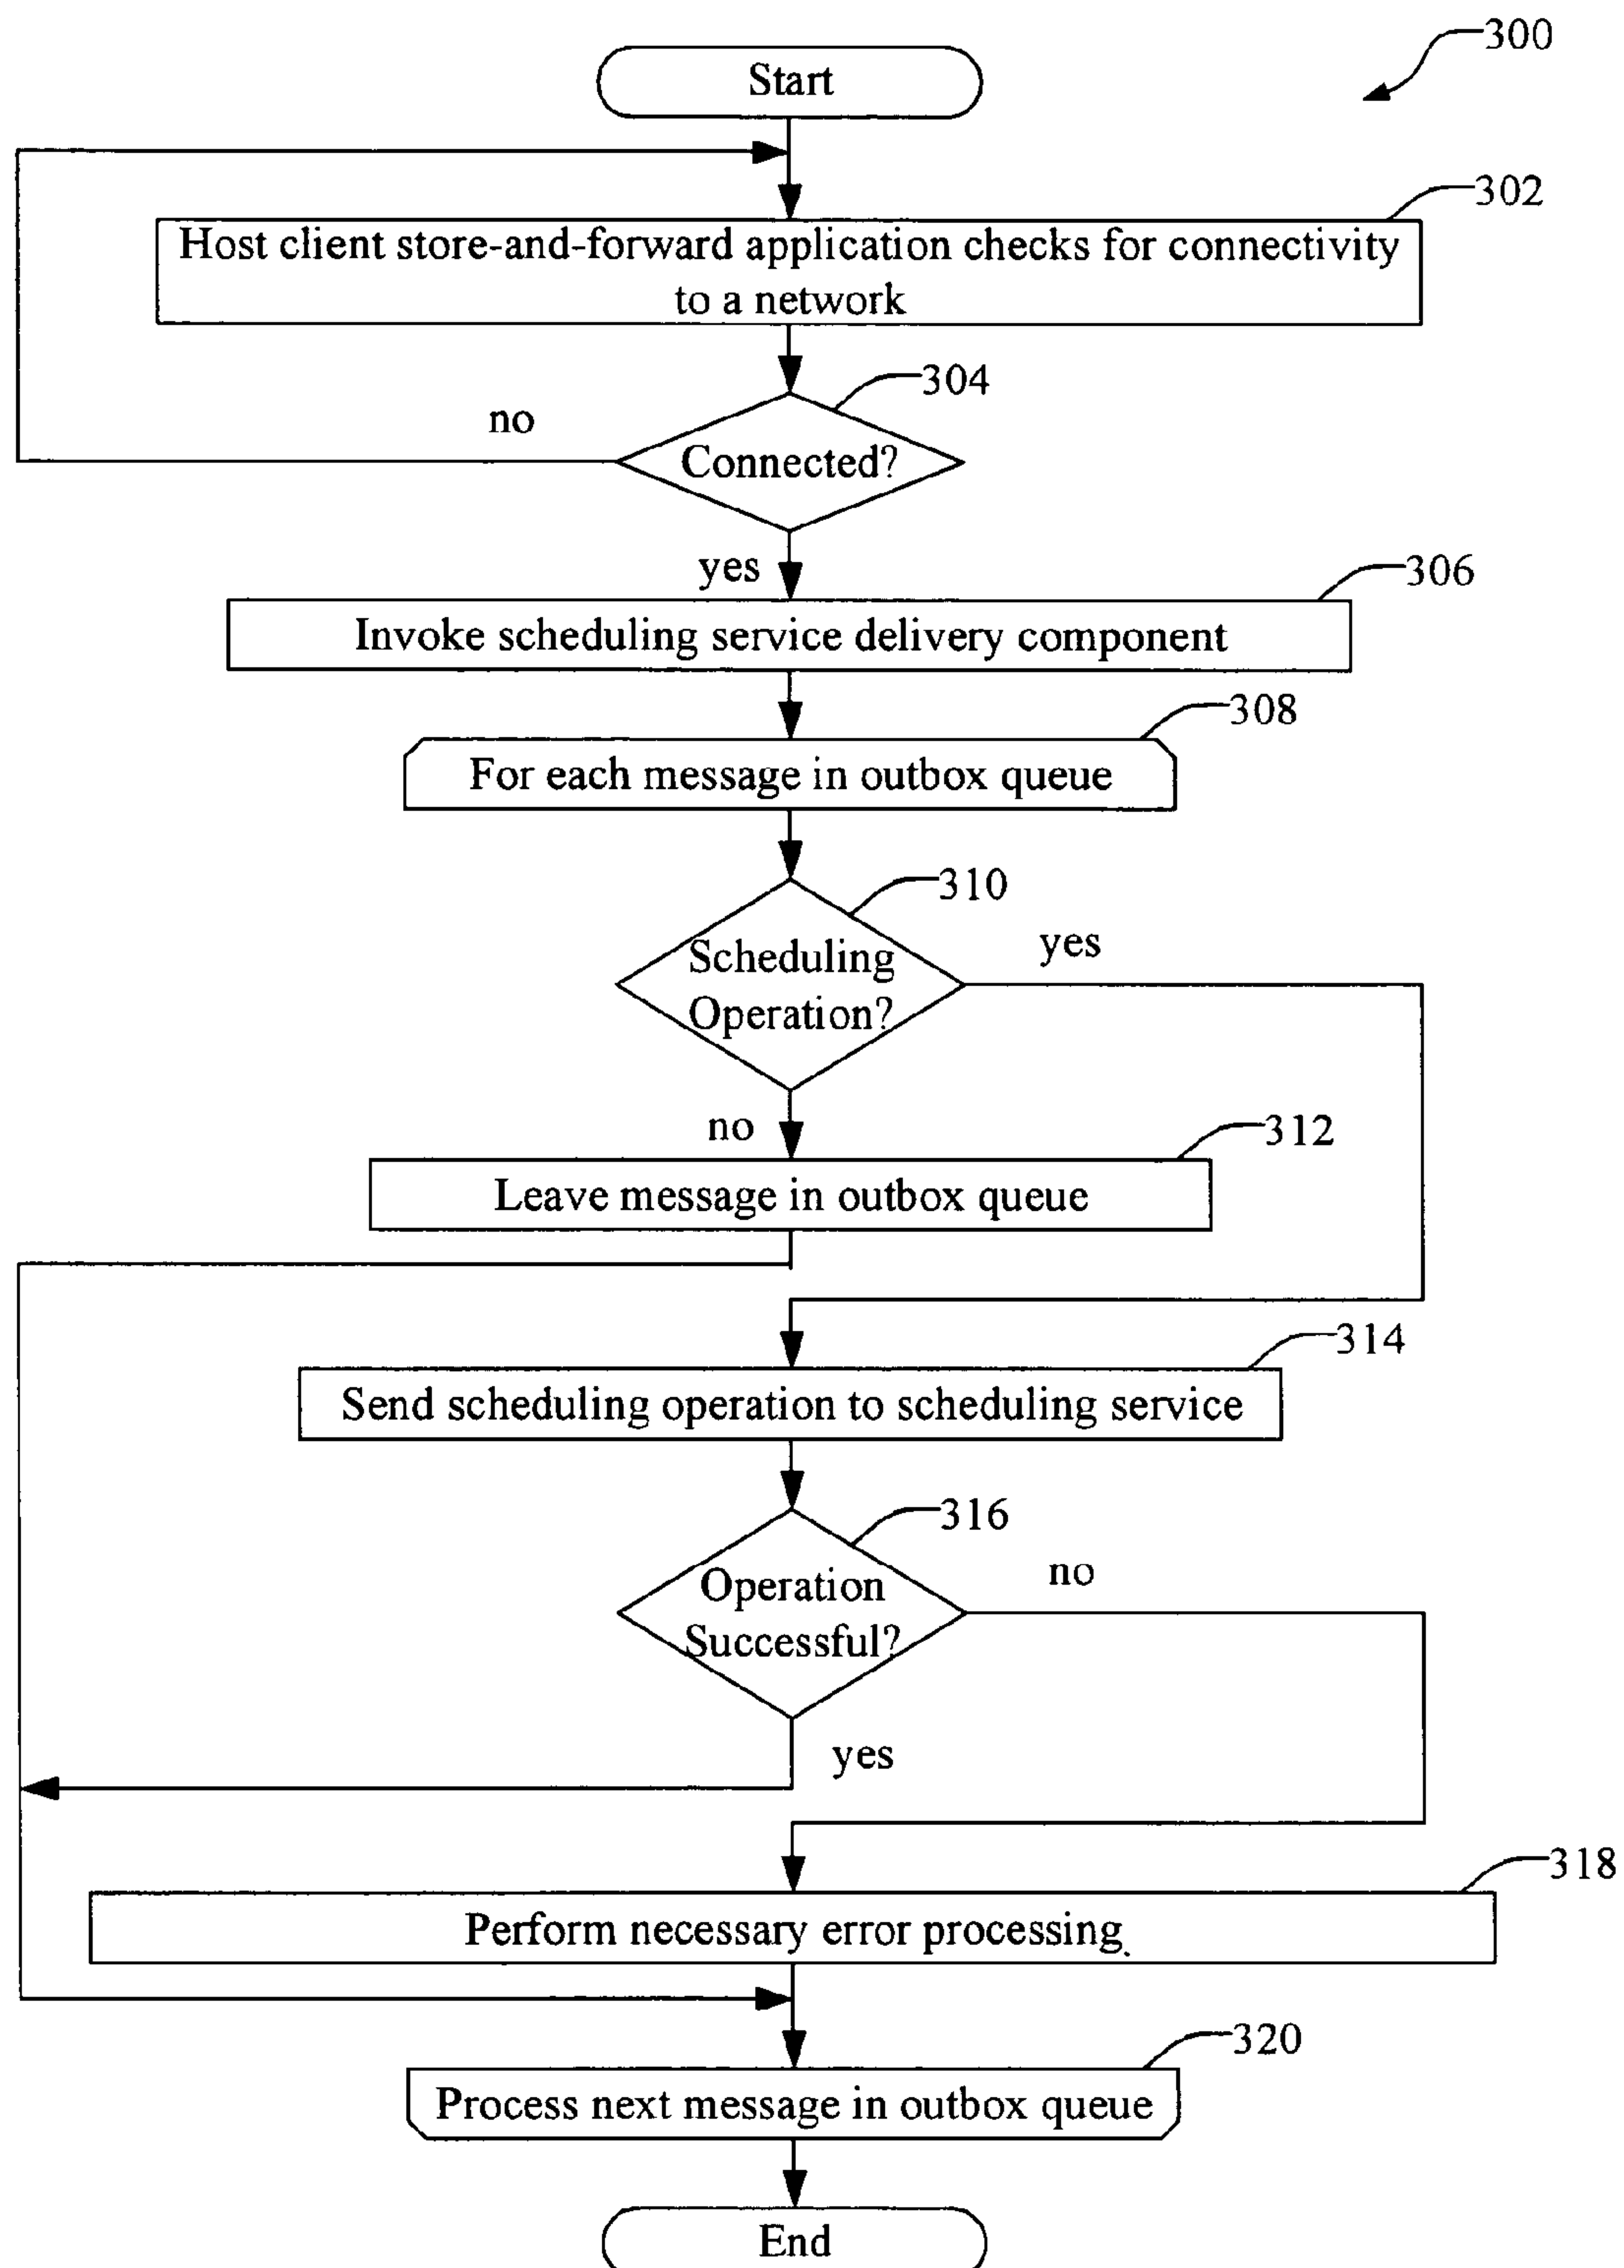 300
Start
302
Host client store-and-forward application checks for connectivity
to a network
304
no
Connected?
yes
306
Invoke scheduling service delivery component
308
For each message in outbox queue
310
Scheduling
Operation?
yes
no
312
Leave message in outbox queue
314
Send scheduling operation to scheduling service
316
Operation
Successful?
no
yes
318
Perform necessary error processing
320
Process next message in outbox queue
End